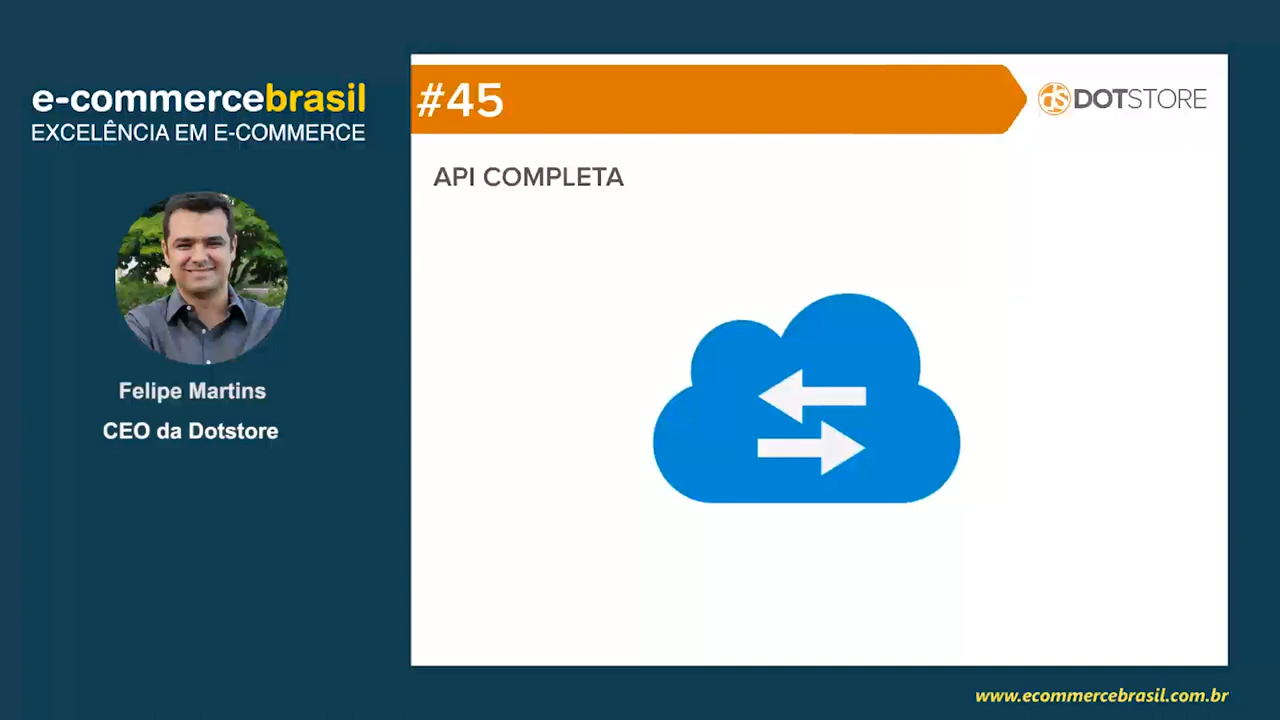 e-commercebrasil
EXCELÊNCIA EM E-COMMERCE
Felipe Martins
CEO da Dotstore
#45
DOTSTORE
API COMPLETA
www.ecommercebrasil.com.br